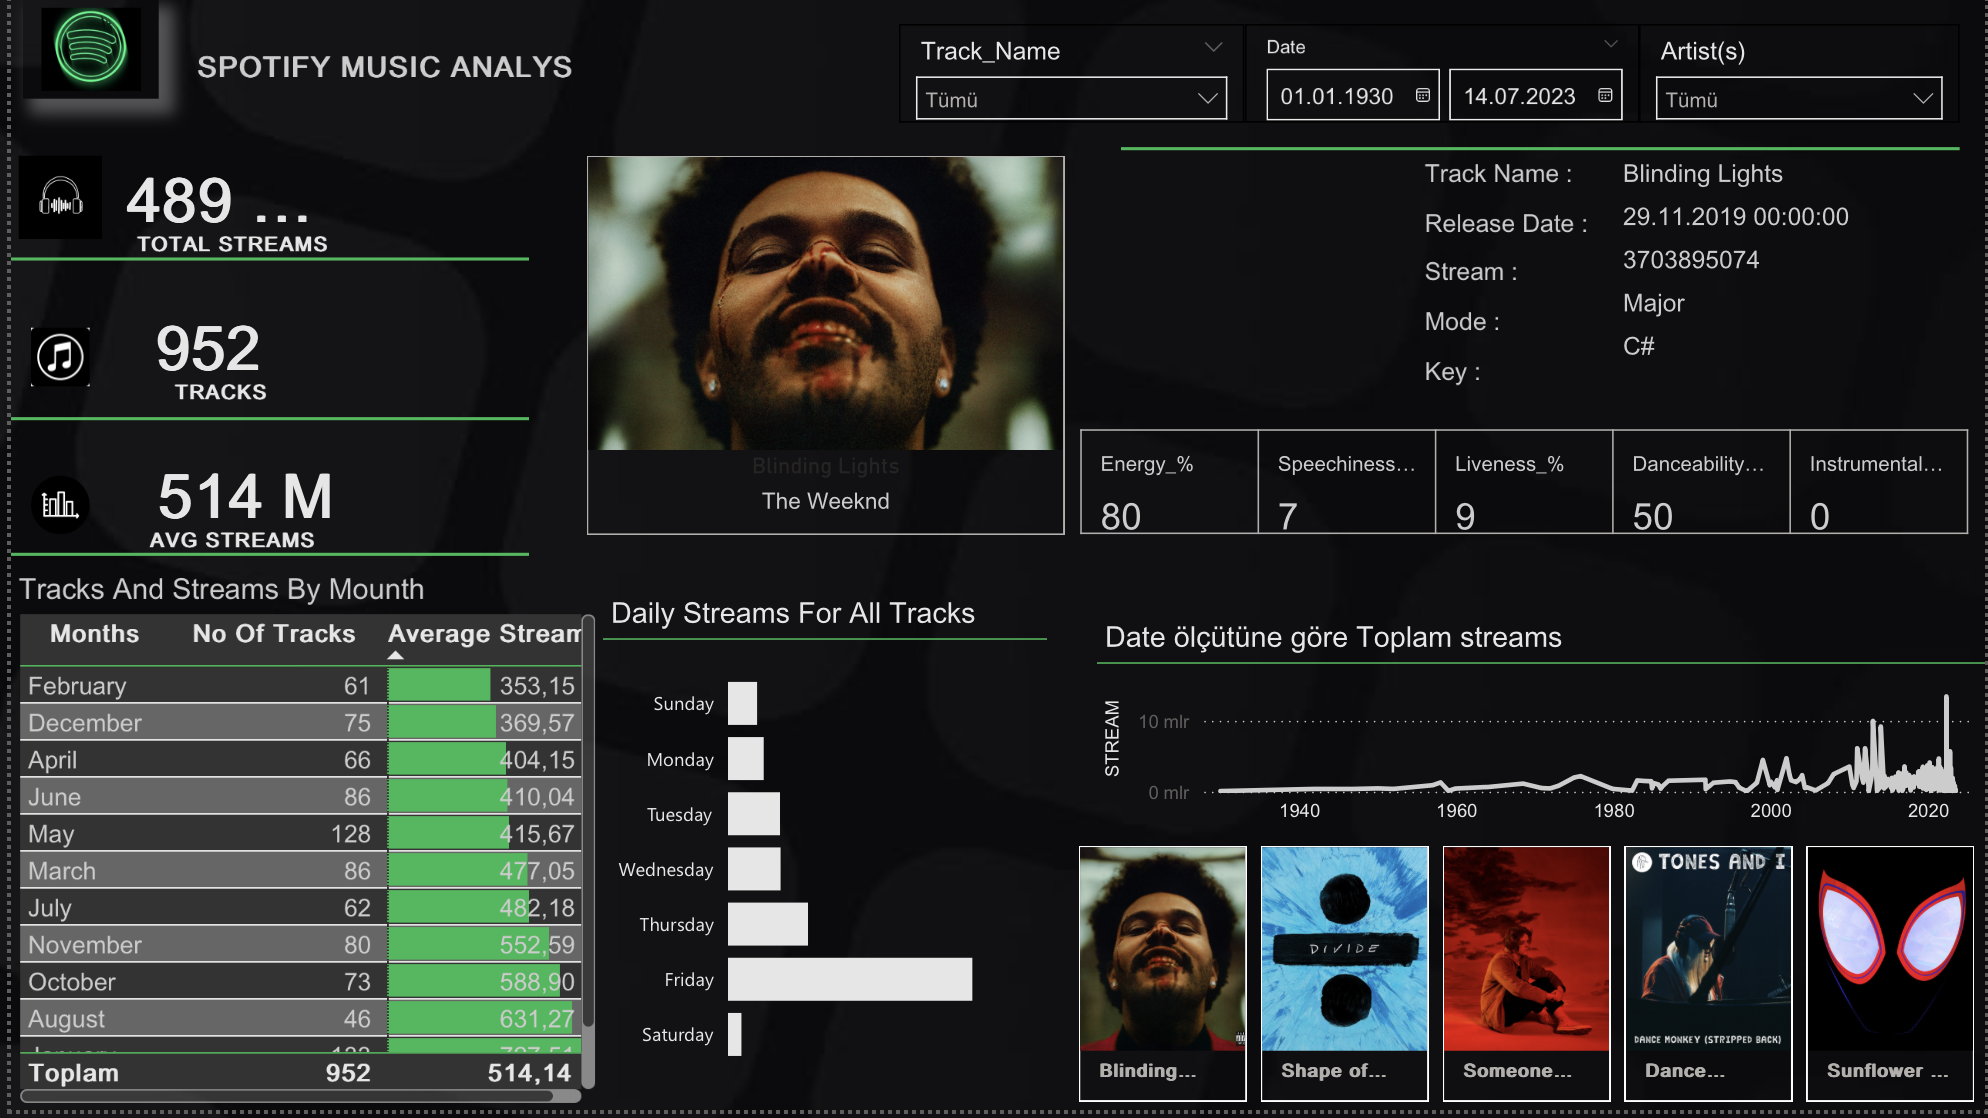 SPOTIFY MUSIC ANALYS
Track_Name
Tümü
Date
01.01.1930
14.07.2023
Artist(s)
Tümü
489 ...
TOTAL STREAMS
952
TRACKS
514 M
AVG STREAMS
Blinding Lights
The Weeknd
Track Name : Blinding Lights
Release Date : 29.11.2019 00:00:00
Stream : 3703895074
Mode : Major
Key : C#
Energy_% Speechiness... Liveness_% Danceability... Instrumental...
80 7 9 50 0
Tracks And Streams By Mounth
Months No Of Tracks Average Stream
February 61 353,15
December 75 369,57
April 66 404,15
June 86 410,04
May 128 415,67
March 86 477,05
July 62 482,18
November 80 552,59
October 73 588,90
August 46 631,27
Toplam 952 514,14
Daily Streams For All Tracks
Sunday
Monday
Tuesday
Wednesday
Thursday
Friday
Saturday
Date ölçütüne göre Toplam streams
STREAM
10 mlr
0 mlr
1940 1960 1980 2000 2020
DIVIDE
TONES AND I
DANCE MONKEY (STRIPPED BACK)
Blinding...
Shape of...
Someone...
Dance...
Sunflower ...